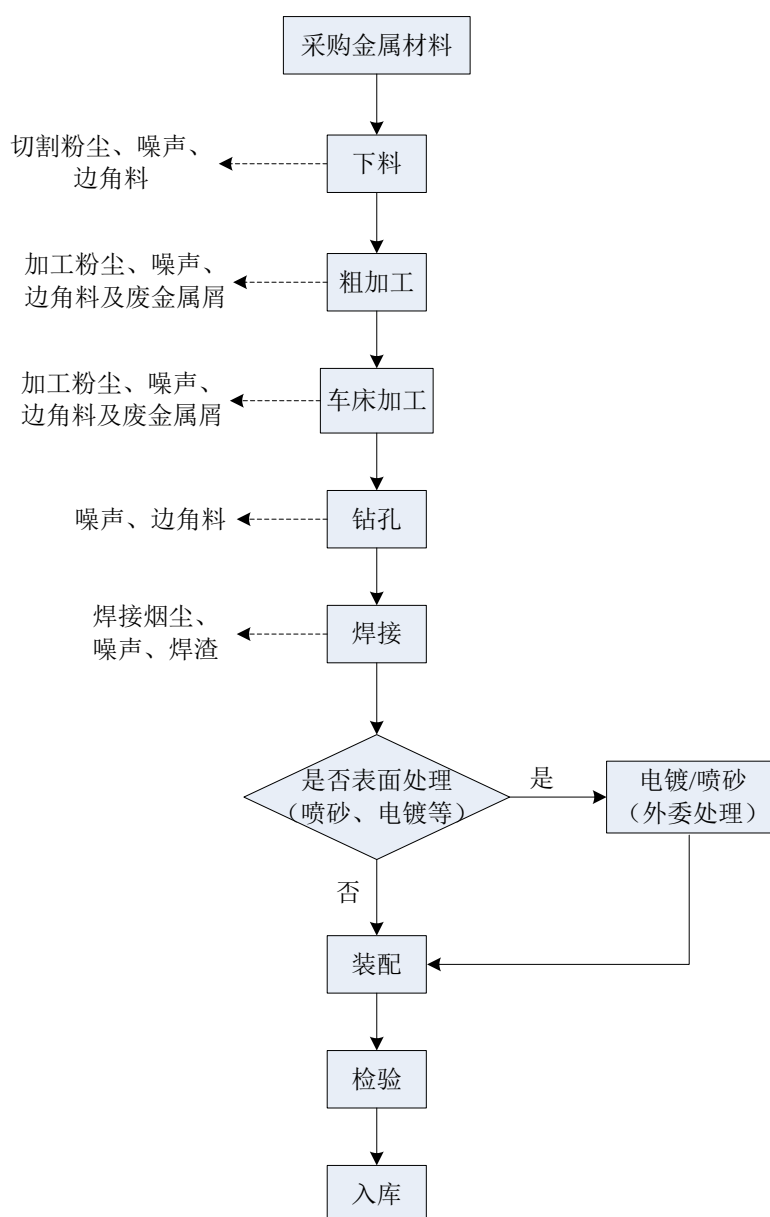 采购金属材料
切割粉尘、噪声、
边角料
下料
加工粉尘、噪声、
边角料及废金属屑
粗加工
加工粉尘、噪声、
边角料及废金属屑
车床加工
噪声、边角料
钻孔
焊接烟尘、
噪声、焊渣
焊接
是否表面处理
（喷砂、电镀等）
是
电镀/喷砂
（外委处理）
否
装配
检验
入库